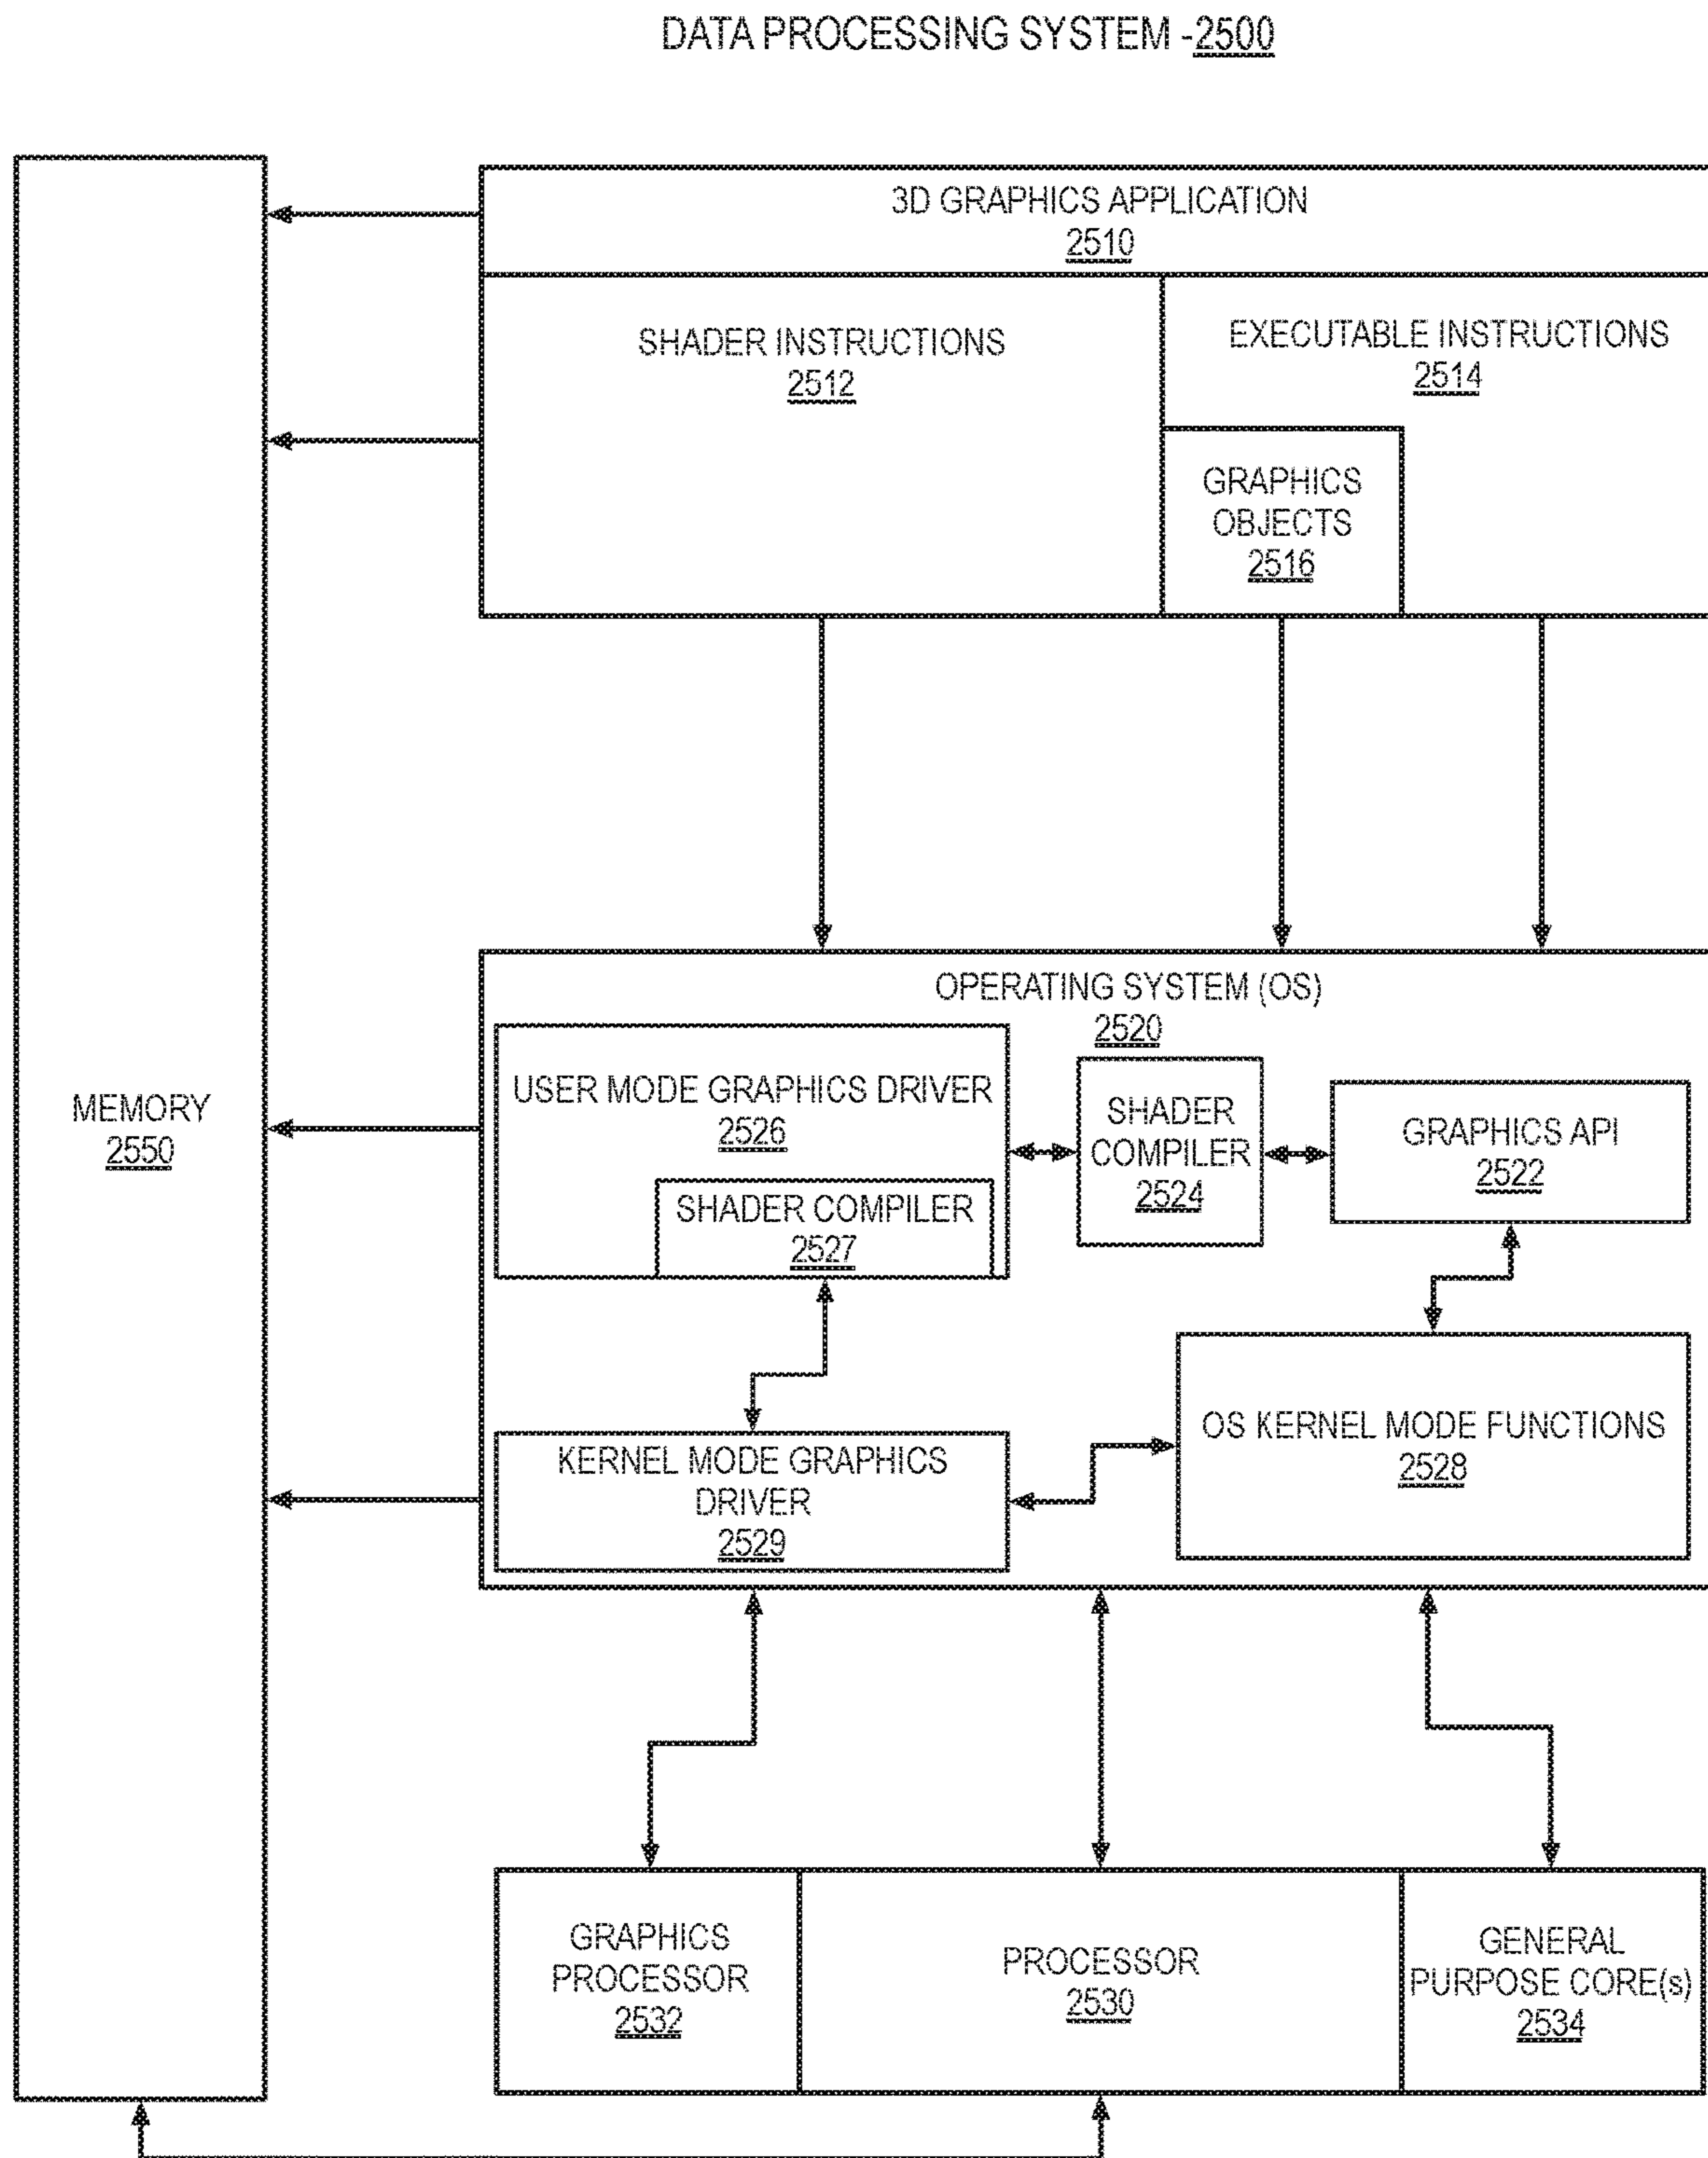 DATA PROCESSING SYSTEM -2500
3D GRAPHICS APPLICATION
2510
SHADER INSTRUCTIONS
2512
EXECUTABLE INSTRUCTIONS
2514
GRAPHICS
OBJECTS
2516
MEMORY
2550
OPERATING SYSTEM (OS)
2520
USER MODE GRAPHICS DRIVER
2526
SHADER COMPILER
2527
SHADER
COMPILER
2524
GRAPHICS API
2522
KERNEL MODE GRAPHICS
DRIVER
2529
OS KERNEL MODE FUNCTIONS
2528
GRAPHICS
PROCESSOR
2532
PROCESSOR
2530
GENERAL
PURPOSE CORE(s)
2534